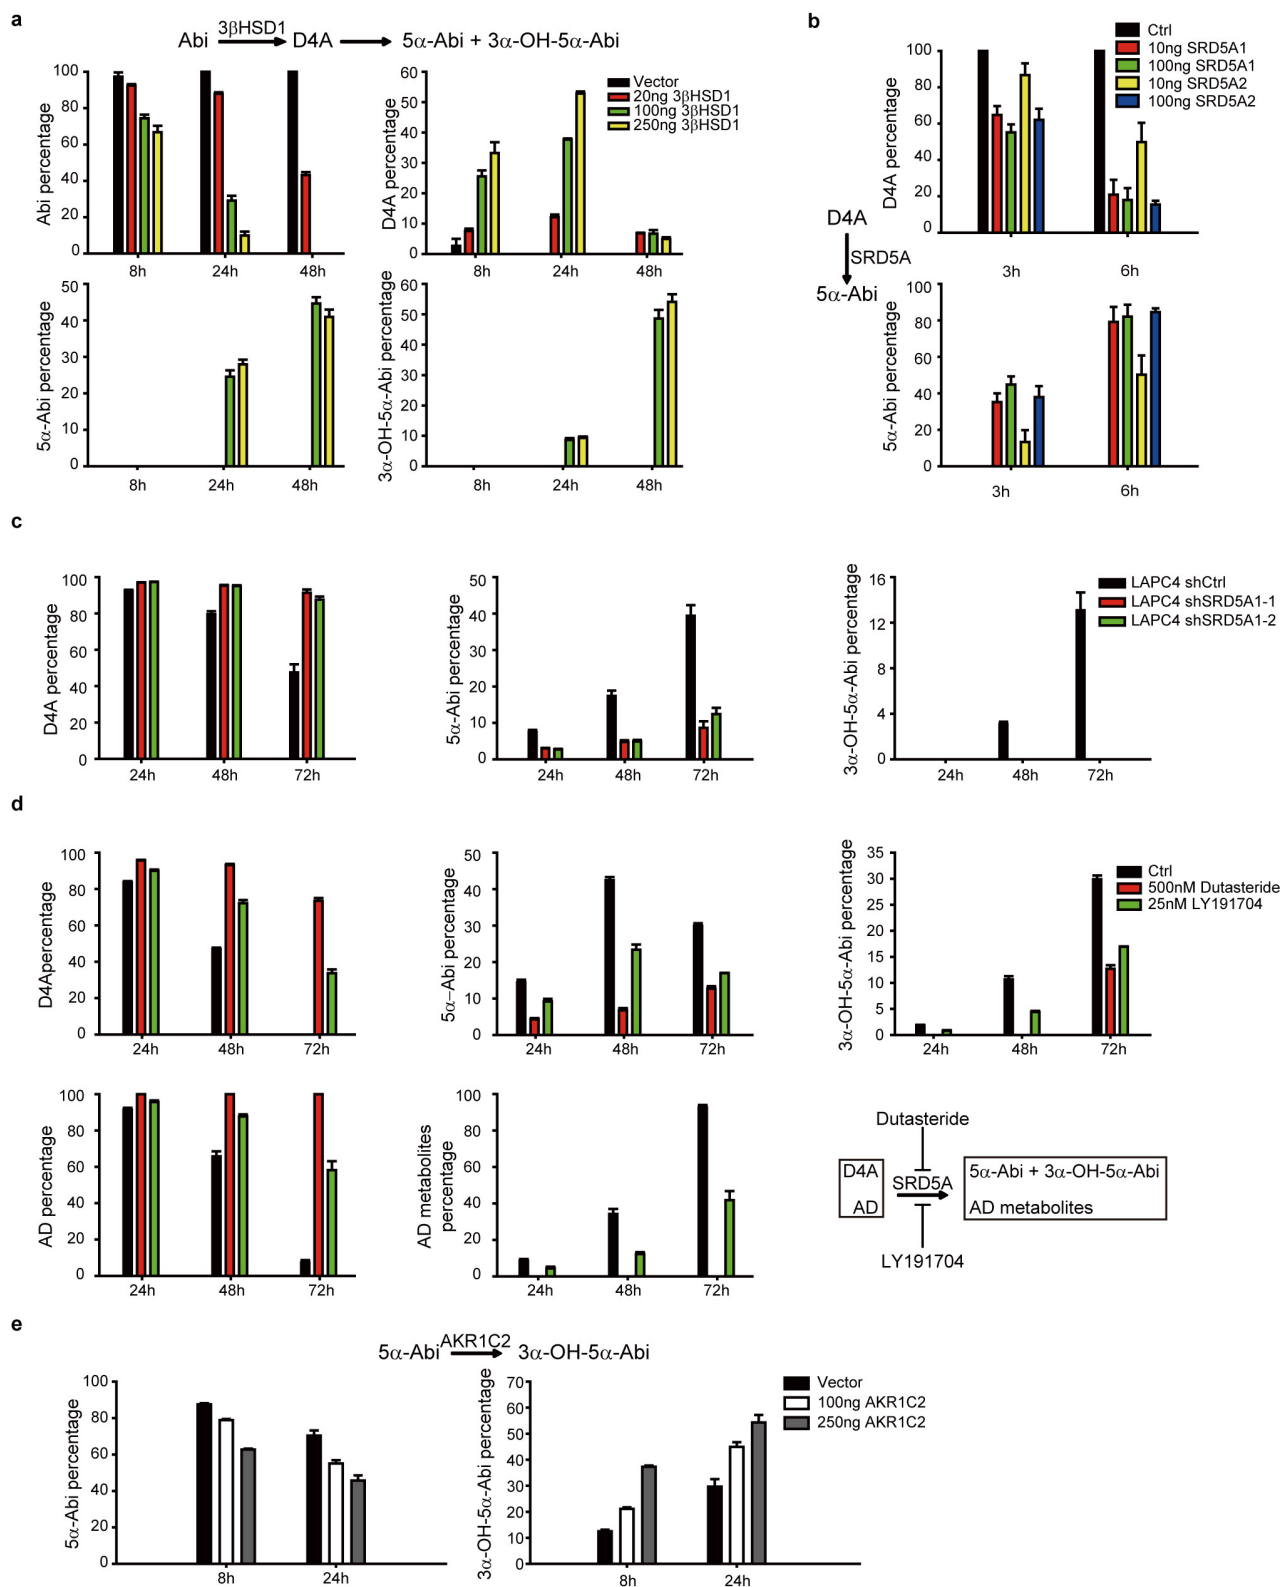 a
Abi 3βHSD1 D4A 5α-Abi + 3α-OH-5α-Abi
Abi percentage
100
80
60
40
20
0
8h 24h 48h
D4A percentage
60
50
40
30
20
10
0
8h 24h 48h
Vector
20ng 3βHSD1
100ng 3βHSD1
250ng 3βHSD1
5α-Abi percentage
50
40
30
20
10
0
8h 24h 48h
3α-OH-5α-Abi percentage
60
50
40
30
20
10
0
8h 24h 48h
b
Ctrl
10ng SRD5A1
100ng SRD5A1
10ng SRD5A2
100ng SRD5A2
D4A percentage
100
80
60
40
20
0
3h 6h
D4A
SRD5A
5α-Abi
5α-Abi percentage
100
80
60
40
20
0
3h 6h
c
D4A percentage
100
80
60
40
20
0
24h 48h 72h
5α-Abi percentage
50
40
30
20
10
0
24h 48h 72h
3α-OH-5α-Abi percentage
16
12
8
4
0
24h 48h 72h
LAPC4 shCtrl
LAPC4 shSRD5A1-1
LAPC4 shSRD5A1-2
d
D4Apercentage
100
80
60
40
20
0
24h 48h 72h
5α–Abi percentage
50
40
30
20
10
0
24h 48h 72h
3α-OH-5α-Abi percentage
35
30
25
20
15
10
5
0
24h 48h 72h
Ctrl
500nM Dutasteride
25nM LY191704
AD percentage
100
80
60
40
20
0
24h 48h 72h
AD metabolites
percentage
100
80
60
40
20
0
24h 48h 72h
Dutasteride
D4A
AD
SRD5A
5α-Abi + 3α-OH-5α-Abi
AD metabolites
LY191704
e
5α-Abi AKR1C2 3α-OH-5α-Abi
5α-Abi percentage
100
80
60
40
20
0
8h 24h
3α-OH-5α-Abi percentage
70
60
50
40
30
20
10
0
8h 24h
Vector
100ng AKR1C2
250ng AKR1C2